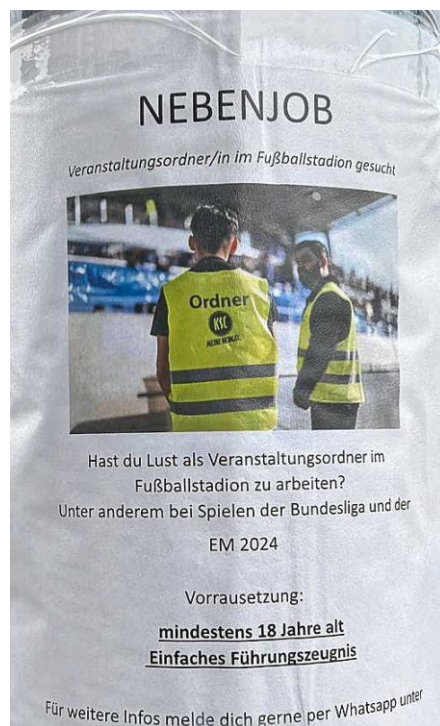 NEBENJOB
Veranstaltungsordner/in im Fußballstadion gesucht
Ordner
KSC
MEINE HEIMAT.
Hast du Lust als Veranstaltungsordner im
Fußballstadion zu arbeiten?
Unter anderem bei Spielen der Bundesliga und der
EM 2024
Vorrausetzung:
mindestens 18 Jahre alt
Einfaches Führungszeugnis
Für weitere Infos melde dich gerne per Whatsapp unter